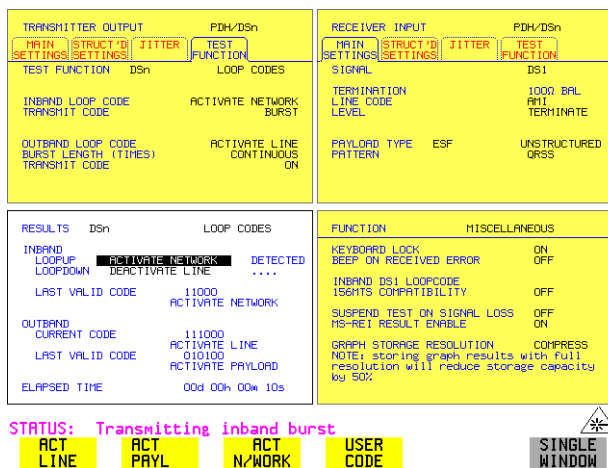 TRANSMITTER OUTPUT PDH/DSn
MAIN SETTINGS STRUCT'D SETTINGS JITTER TEST FUNCTION
TEST FUNCTION DSn LOOP CODES
INBAND LOOP CODE ACTIVATE NETWORK
TRANSMIT CODE BURST
OUTBAND LOOP CODE ACTIVATE LINE
BURST LENGTH (TIMES) CONTINUOUS
TRANSMIT CODE ON
RECEIVER INPUT PDH/DSn
MAIN SETTINGS STRUCT'D SETTINGS JITTER TEST FUNCTION
SIGNAL DS1
TERMINATION 100Ω BAL
LINE CODE AMI
LEVEL TERMINATE
PAYLOAD TYPE ESF UNSTRUCTURED
PATTERN QRSS
RESULTS DSn LOOP CODES
INBAND
LOOPUP ACTIVATE NETWORK DETECTED
LOOPDOWN DEACTIVATE LINE ....
LAST VALID CODE 11000
ACTIVATE NETWORK
OUTBAND
CURRENT CODE 111000
ACTIVATE LINE
LAST VALID CODE 010100
ACTIVATE PAYLOAD
ELAPSED TIME 00d 00h 00m 10s
FUNCTION MISCELLANEOUS
KEYBOARD LOCK ON
BEEP ON RECEIVED ERROR OFF
INBAND DS1 LOOPCODE
156MTS COMPATIBILITY OFF
SUSPEND TEST ON SIGNAL LOSS OFF
MS-REI RESULT ENABLE ON
GRAPH STORAGE RESOLUTION COMPRESS
NOTE: storing graph results with full
resolution will reduce storage capacity
by 50%
STATUS: Transmitting inband burst
ACT LINE
ACT PAYL
ACT N/WORK
USER CODE
SINGLE WINDOW